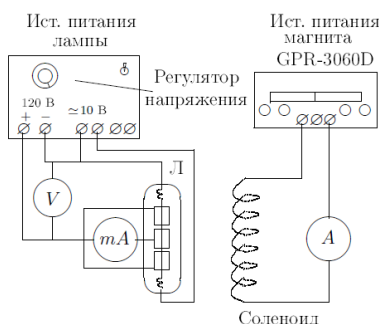 Ист. питания
лампы
Ист. питания
магнита
GPR-3060D
Регулятор
напряжения
120 В
+ −
≃10 В
Л
V
mA
A
Соленоид